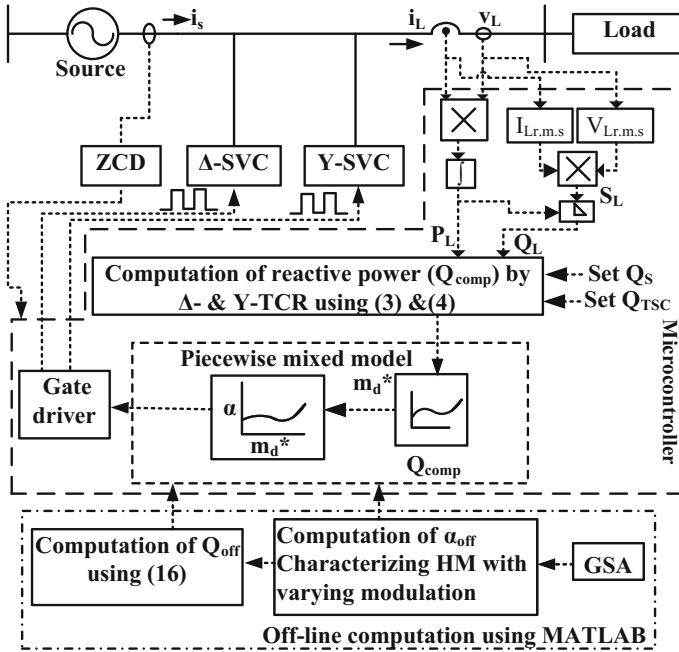 i_s
i_L
v_L
Source
Load
ZCD
Δ-SVC
Y-SVC
I_Lr.m.s
V_Lr.m.s
S_L
P_L
Q_L
Computation of reactive power (Q_comp) by
Δ- & Y-TCR using (3) &(4)
Set Q_S
Set Q_TSC
Microcontroller
Piecewise mixed model
Gate
driver
α
m_d*
m_d*
Q_comp
Computation of Q_off
using (16)
Computation of α_off
Characterizing HM with
varying modulation
GSA
Off-line computation using MATLAB